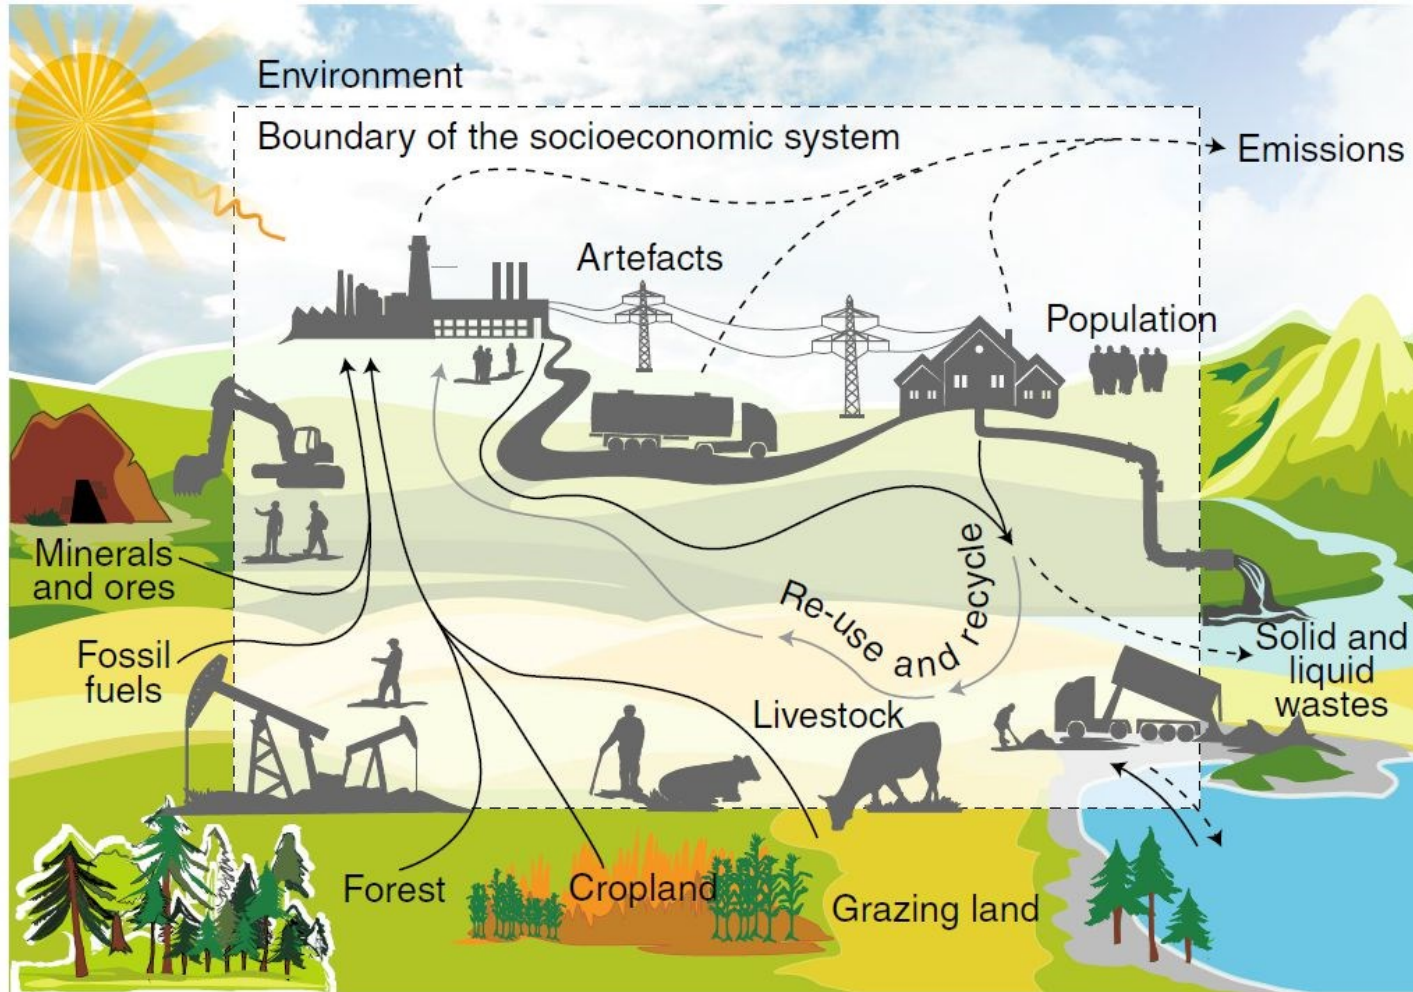 Environment
Boundary of the socioeconomic system
Emissions
Artefacts
Population
Minerals
and ores
Re-use and recycle
Fossil
fuels
Solid and
liquid
wastes
Livestock
Forest
Cropland
Grazing land